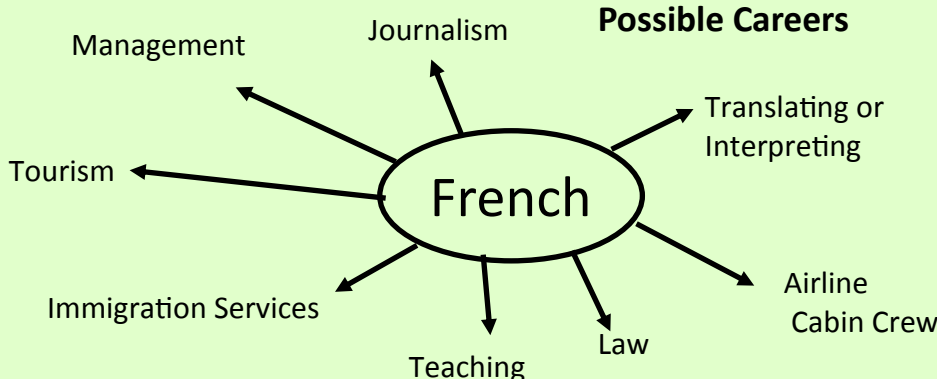 Possible Careers
Management
Journalism
Translating or
Interpreting
Tourism
French
Immigration Services
Airline
Cabin Crew
Teaching
Law